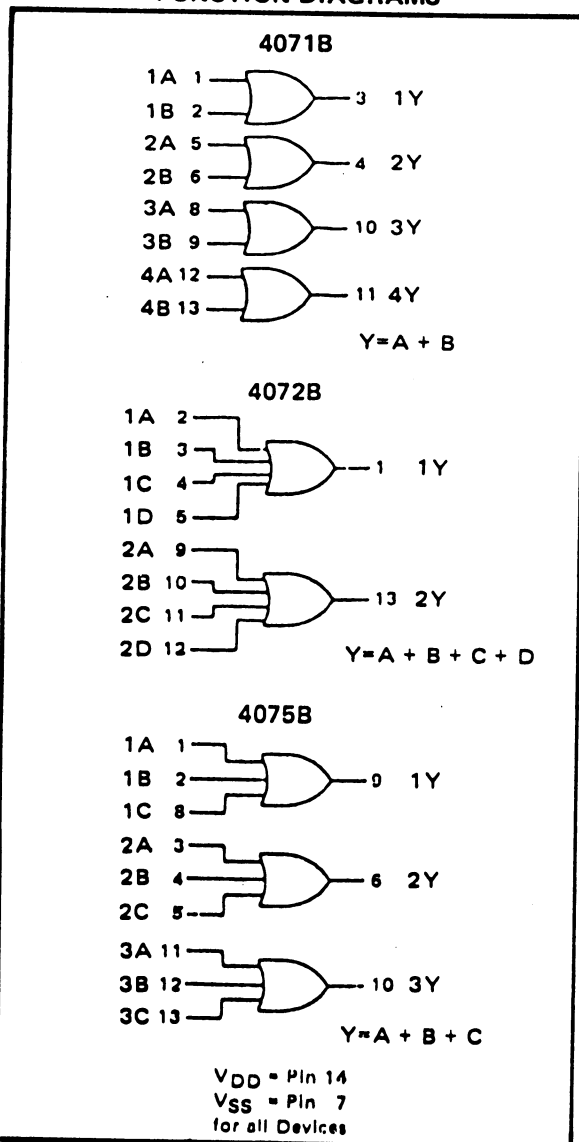 FUNCTION DIAGRAMS
4071B
1A 1
1B 2
3 1Y
2A 5
2B 6
4 2Y
3A 8
3B 9
10 3Y
4A 12
4B 13
11 4Y
Y=A + B
4072B
1A 2
1B 3
1C 4
1D 5
1 1Y
2A 9
2B 10
2C 11
2D 12
13 2Y
Y=A + B + C + D
4075B
1A 1
1B 2
1C 8
9 1Y
2A 3
2B 4
2C 5
6 2Y
3A 11
3B 12
3C 13
10 3Y
Y=A + B + C
VDD = Pin 14
VSS = Pin 7
for all Devices